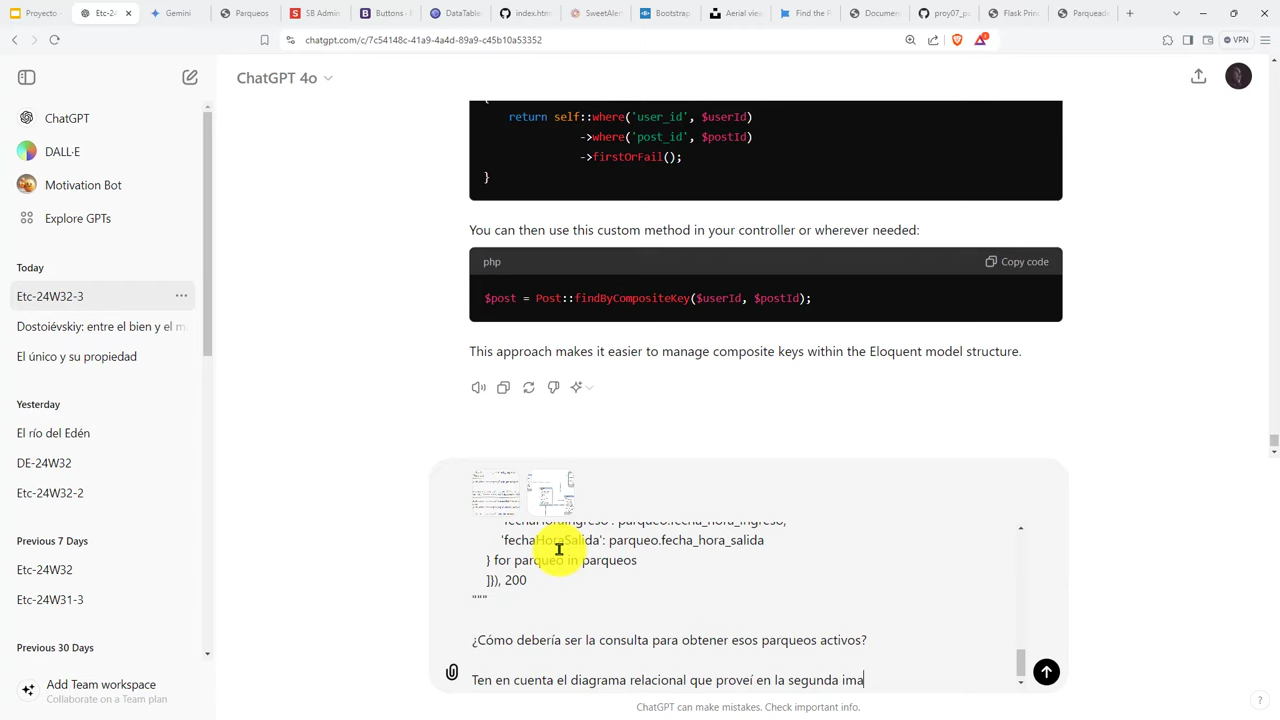 Proyecto
Etc-24
Gemini
Parqueos
SB Admin
Buttons - 
DataTable
index.htm
SweetAler
Bootstrap
Aerial view
Find the P
Documen
proy07_p
Flask Prin
Parquead
chatgpt.com/c/7c54148c-41a9-4a4d-89a9-c45b10a53352
VPN
ChatGPT 4o
ChatGPT
DALL·E
Motivation Bot
Explore GPTs
Today
Etc-24W32-3
Dostoiévskiy: entre el bien y el m
El único y su propiedad
Yesterday
El río del Edén
DE-24W32
Etc-24W32-2
Previous 7 Days
Etc-24W32
Etc-24W31-3
Previous 30 Days
Add Team workspace
Collaborate on a Team plan
{
return self::where('user_id', $userId)
->where('post_id', $postId)
->firstOrFail();
}
You can then use this custom method in your controller or wherever needed:
php
Copy code
$post = Post::findByCompositeKey($userId, $postId);
This approach makes it easier to manage composite keys within the Eloquent model structure.
'fechaHoraIngreso': parqueo.fecha_hora_ingreso,
'fechaHoraSalida': parqueo.fecha_hora_salida
} for parqueo in parqueos
]}), 200
"""
¿Cómo debería ser la consulta para obtener esos parqueos activos?
Ten en cuenta el diagrama relacional que proveí en la segunda ima
ChatGPT can make mistakes. Check important info.
?